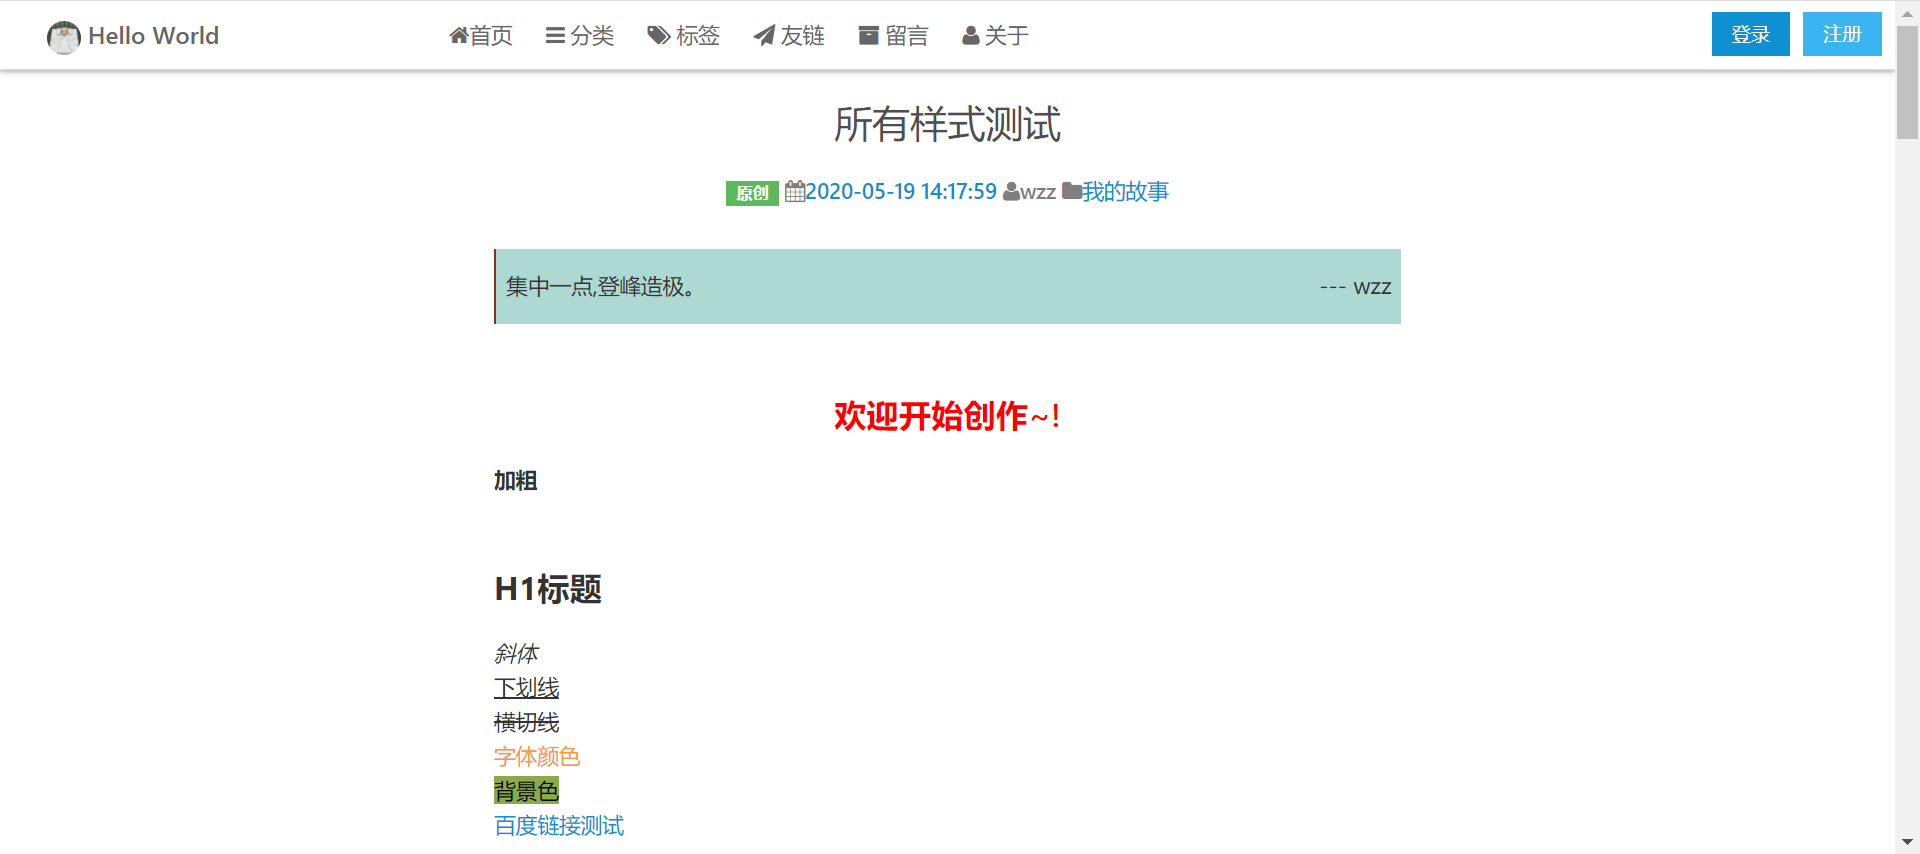 Hello World 首页 分类 标签 友链 留言 关于 登录 注册
所有样式测试
原创 2020-05-19 14:17:59 wzz 我的故事
集中一点,登峰造极。 --- wzz
欢迎开始创作~!
加粗
H1标题
斜体
下划线
横切线
字体颜色
背景色
百度链接测试